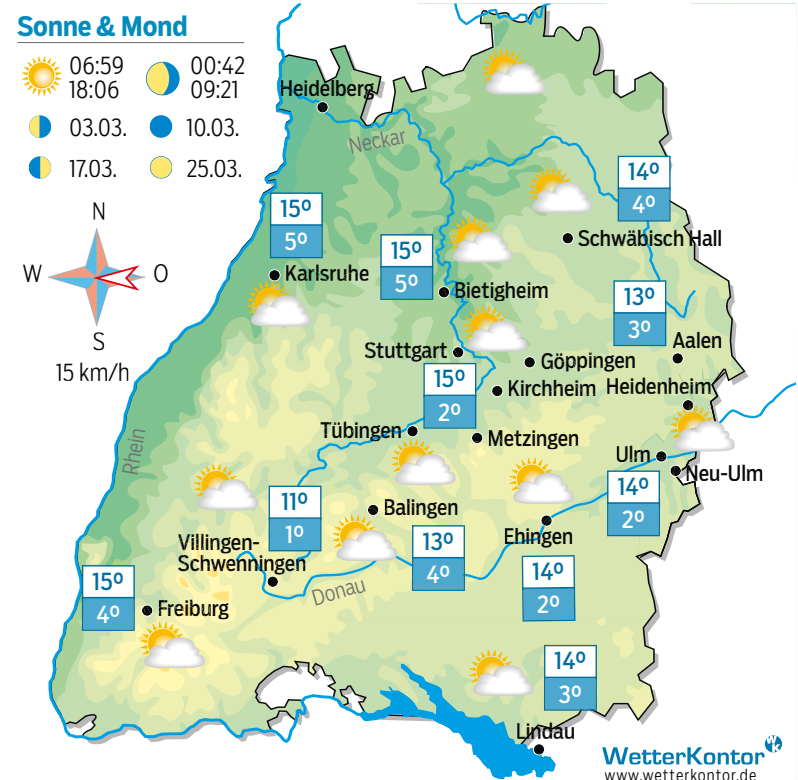 Sonne & Mond
06:59
18:06
00:42
09:21
03.03.
10.03.
17.03.
25.03.
N
W
O
S
15 km/h
Heidelberg
Neckar
14°
4°
15°
5°
Schwäbisch Hall
15°
5°
Karlsruhe
Bietigheim
13°
3°
Aalen
Stuttgart
Göppingen
15°
2°
Kirchheim
Heidenheim
Rhein
Tübingen
Metzingen
Ulm
Neu-Ulm
14°
2°
11°
1°
Balingen
Ehingen
Villingen-
Schwenningen
13°
4°
14°
2°
15°
4°
Freiburg
Donau
14°
3°
Lindau
WetterKontor
WK
www.wetterkontor.de